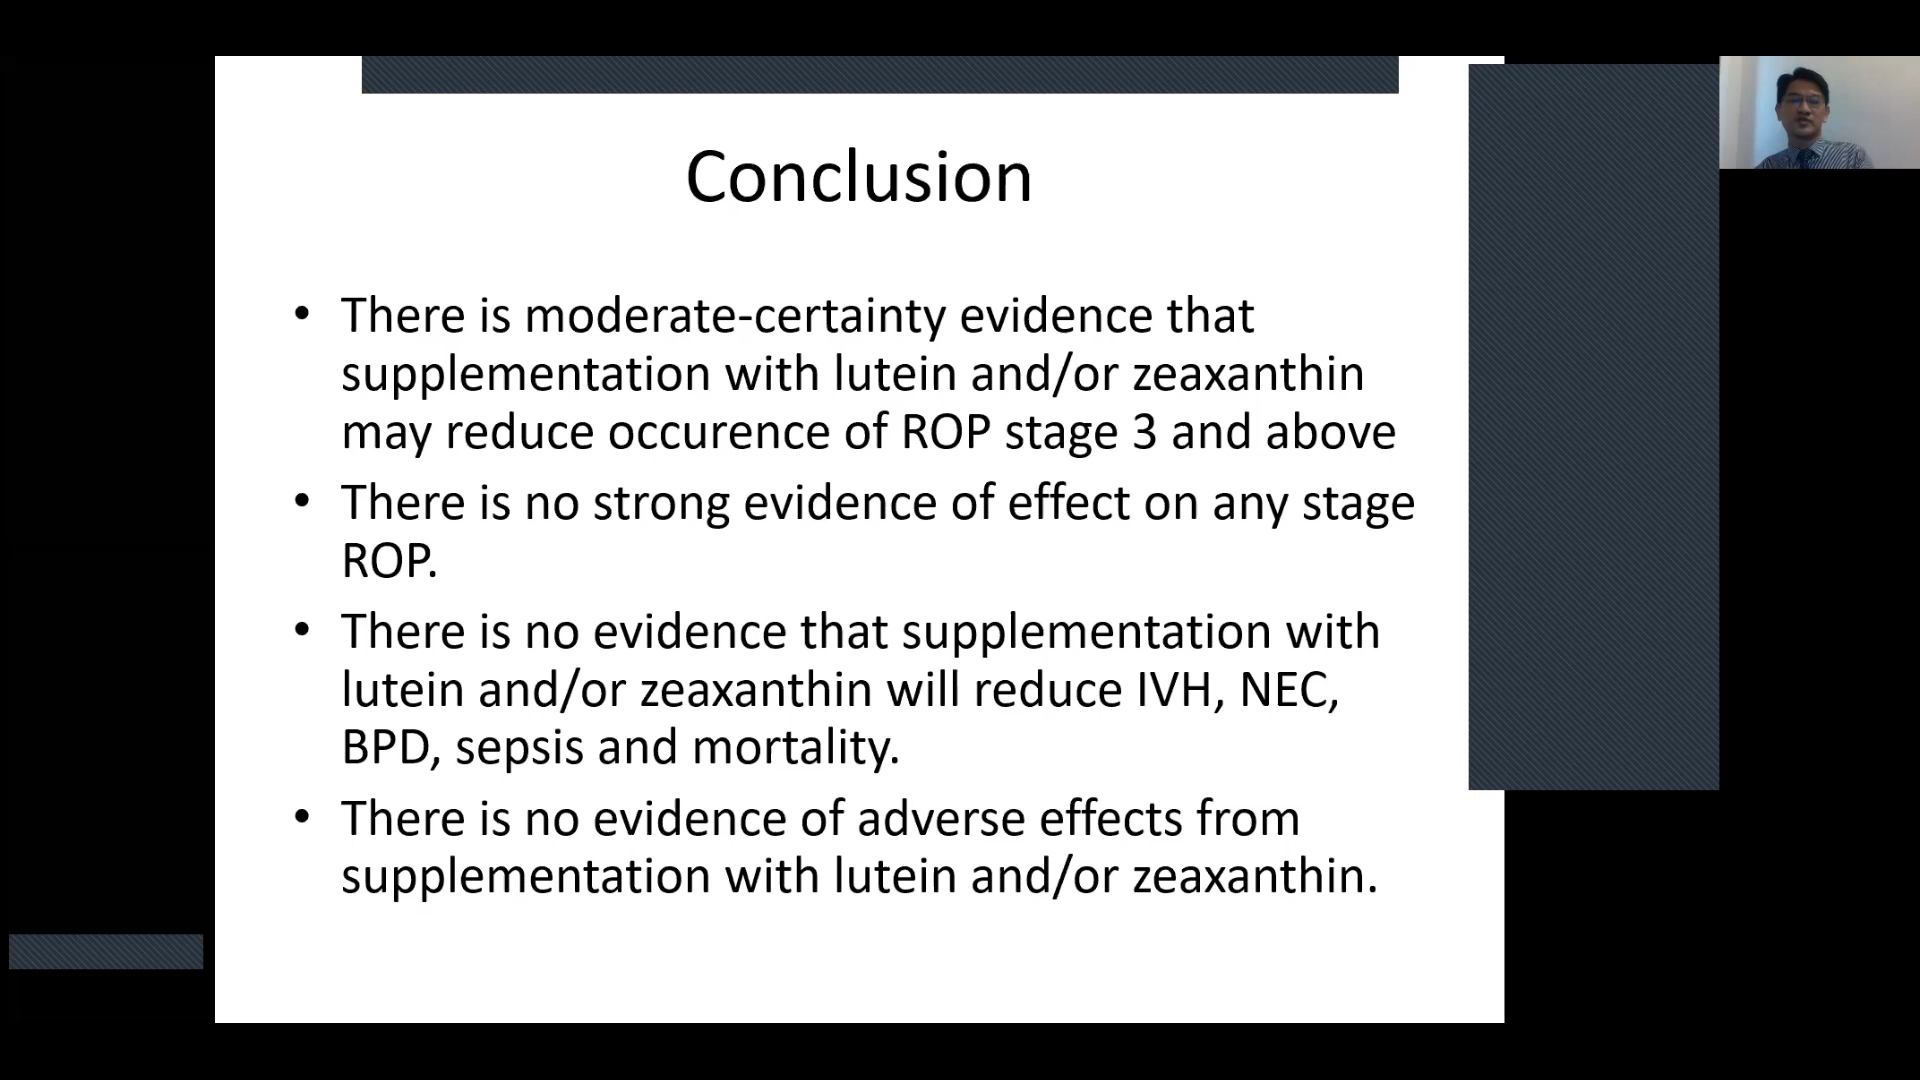 Conclusion
• There is moderate-certainty evidence that
supplementation with lutein and/or zeaxanthin
may reduce occurence of ROP stage 3 and above
• There is no strong evidence of effect on any stage
ROP.
• There is no evidence that supplementation with
lutein and/or zeaxanthin will reduce IVH, NEC,
BPD, sepsis and mortality.
• There is no evidence of adverse effects from
supplementation with lutein and/or zeaxanthin.